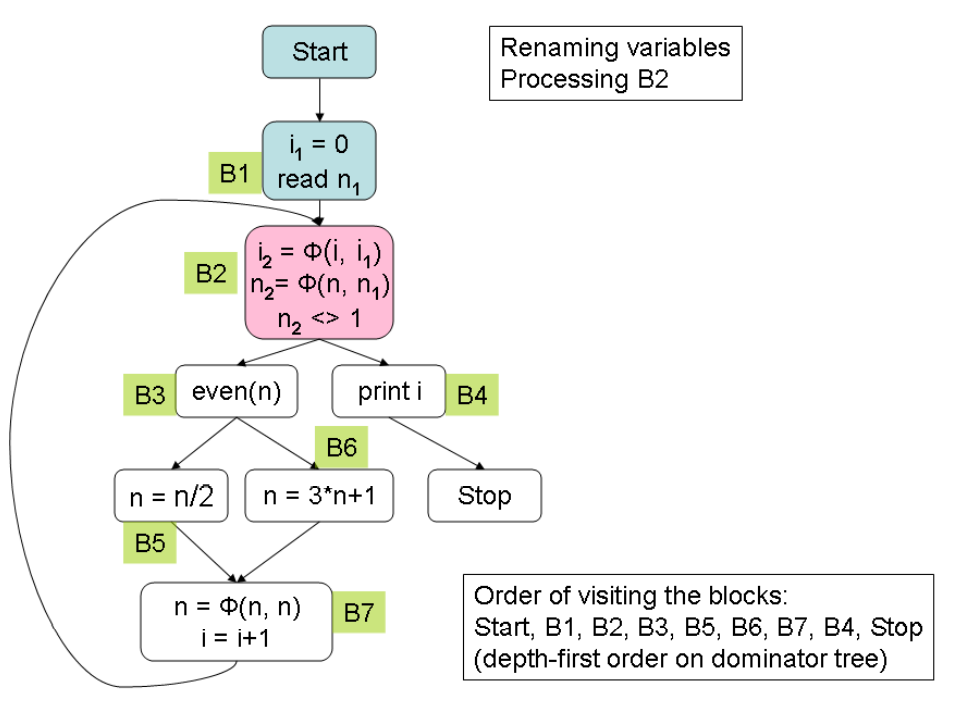 Start
Renaming variables
Processing B2
i₁ = 0
read n₁
B1
i₂ = Φ(i, i₁)
n₂= Φ(n, n₁)
n₂ <> 1
B2
B3
even(n)
print i
B4
B6
n = n/2
n = 3*n+1
Stop
B5
n = Φ(n, n)
i = i+1
B7
Order of visiting the blocks:
Start, B1, B2, B3, B5, B6, B7, B4, Stop
(depth-first order on dominator tree)